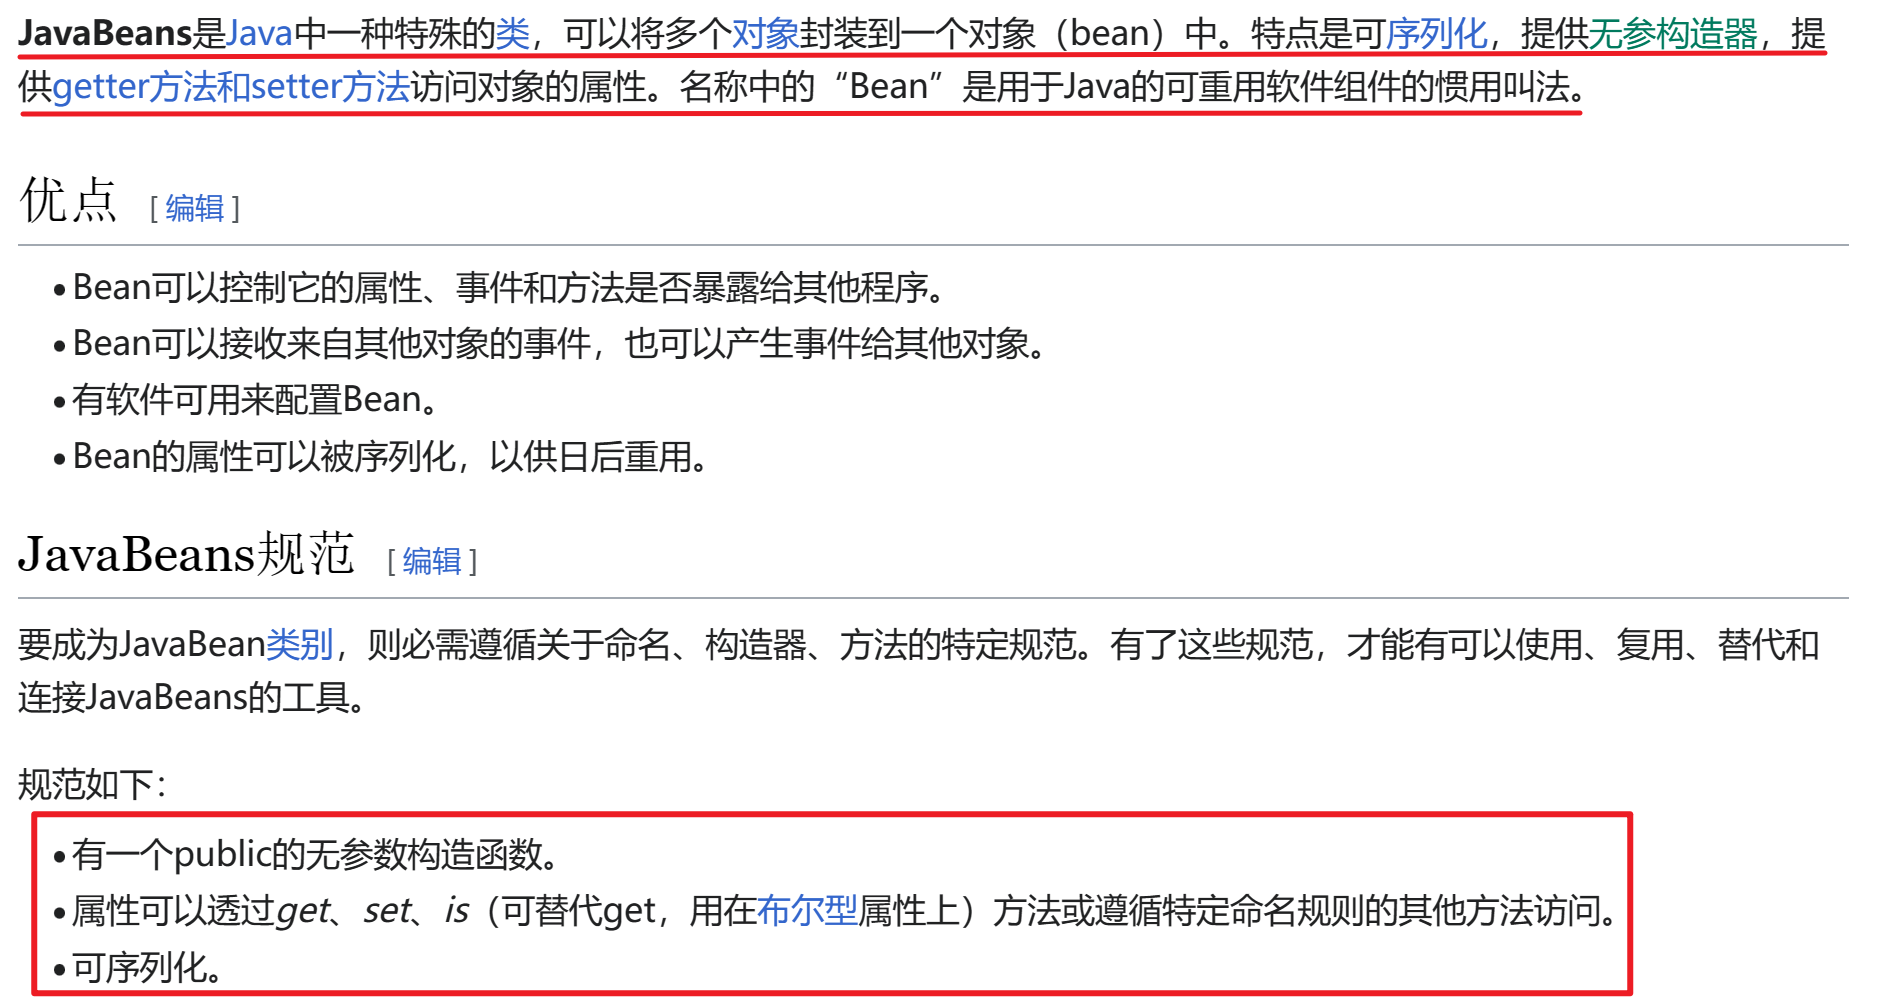 JavaBeans是Java中一种特殊的类，可以将多个对象封装到一个对象（bean）中。特点是可序列化，提供无参构造器，提
供getter方法和setter方法访问对象的属性。名称中的“Bean”是用于Java的可重用软件组件的惯用叫法。
优点 [ 编辑 ]
•Bean可以控制它的属性、事件和方法是否暴露给其他程序。
•Bean可以接收来自其他对象的事件，也可以产生事件给其他对象。
•有软件可用来配置Bean。
•Bean的属性可以被序列化，以供日后重用。
JavaBeans规范 [ 编辑 ]
要成为JavaBean类别，则必需遵循关于命名、构造器、方法的特定规范。有了这些规范，才能有可以使用、复用、替代和
连接JavaBeans的工具。
规范如下：
•有一个public的无参数构造函数。
•属性可以透过get、set、is（可替代get，用在布尔型属性上）方法或遵循特定命名规则的其他方法访问。
•可序列化。